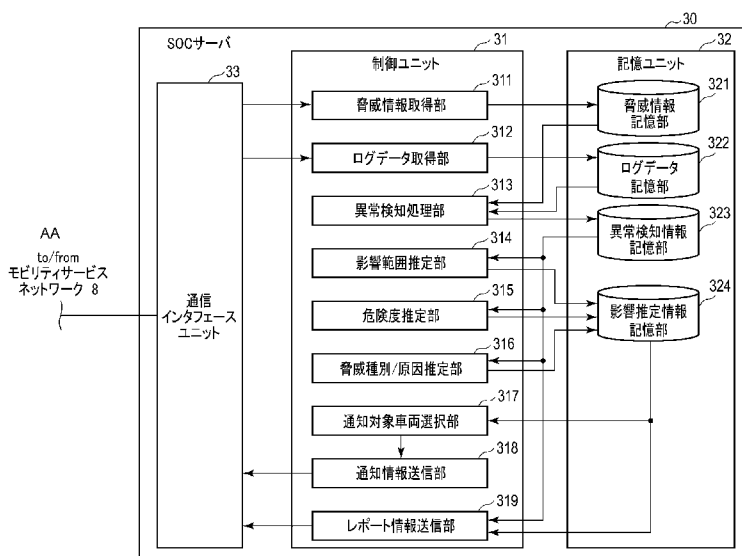 30
SOCサーバ
33
31
32
制御ユニット
記憶ユニット
311
脅威情報取得部
321
脅威情報
記憶部
312
ログデータ取得部
322
ログデータ
記憶部
313
異常検知処理部
323
異常検知情報
記憶部
AA
to/from
モビリティサービス
ネットワーク 8
通信
インタフェース
ユニット
314
影響範囲推定部
324
影響推定情報
記憶部
315
危険度推定部
316
脅威種別/原因推定部
317
通知対象車両選択部
318
通知情報送信部
319
レポート情報送信部